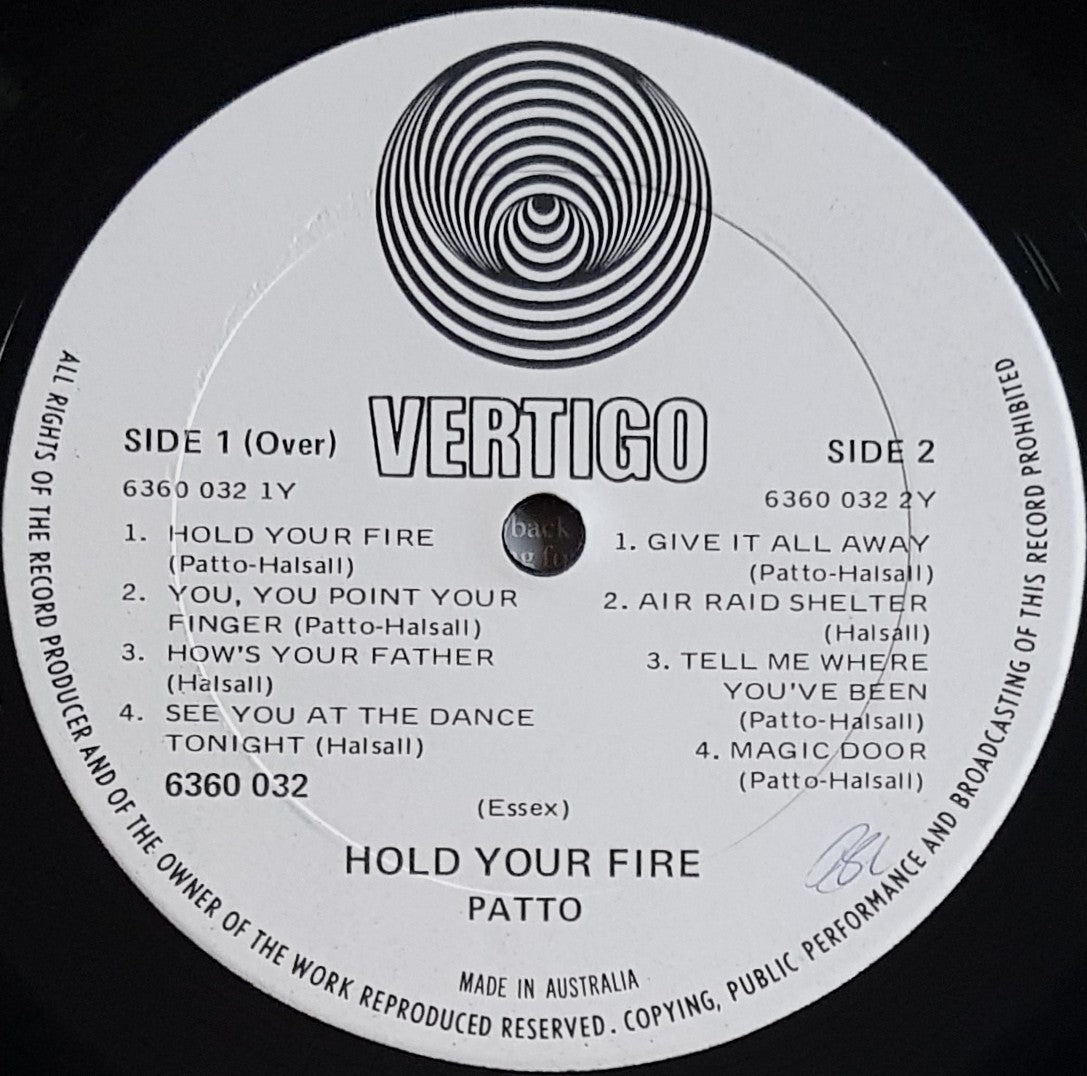 VERTIGO
SIDE 1 (Over)
6360 032 1Y
1. HOLD YOUR FIRE
(Patto-Halsall)
2. YOU, YOU POINT YOUR
FINGER (Patto-Halsall)
3. HOW'S YOUR FATHER
(Halsall)
4. SEE YOU AT THE DANCE
TONIGHT (Halsall)
6360 032
SIDE 2
6360 032 2Y
1. GIVE IT ALL AWAY
(Patto-Halsall)
2. AIR RAID SHELTER
(Halsall)
3. TELL ME WHERE
YOU'VE BEEN
(Patto-Halsall)
4. MAGIC DOOR
(Patto-Halsall)
back
(Essex)
HOLD YOUR FIRE
PATTO
MADE IN AUSTRALIA
ALL RIGHTS OF THE RECORD PRODUCER AND OF THE OWNER OF THE WORK REPRODUCED RESERVED. COPYING, PUBLIC PERFORMANCE AND BROADCASTING OF THIS RECORD PROHIBITED